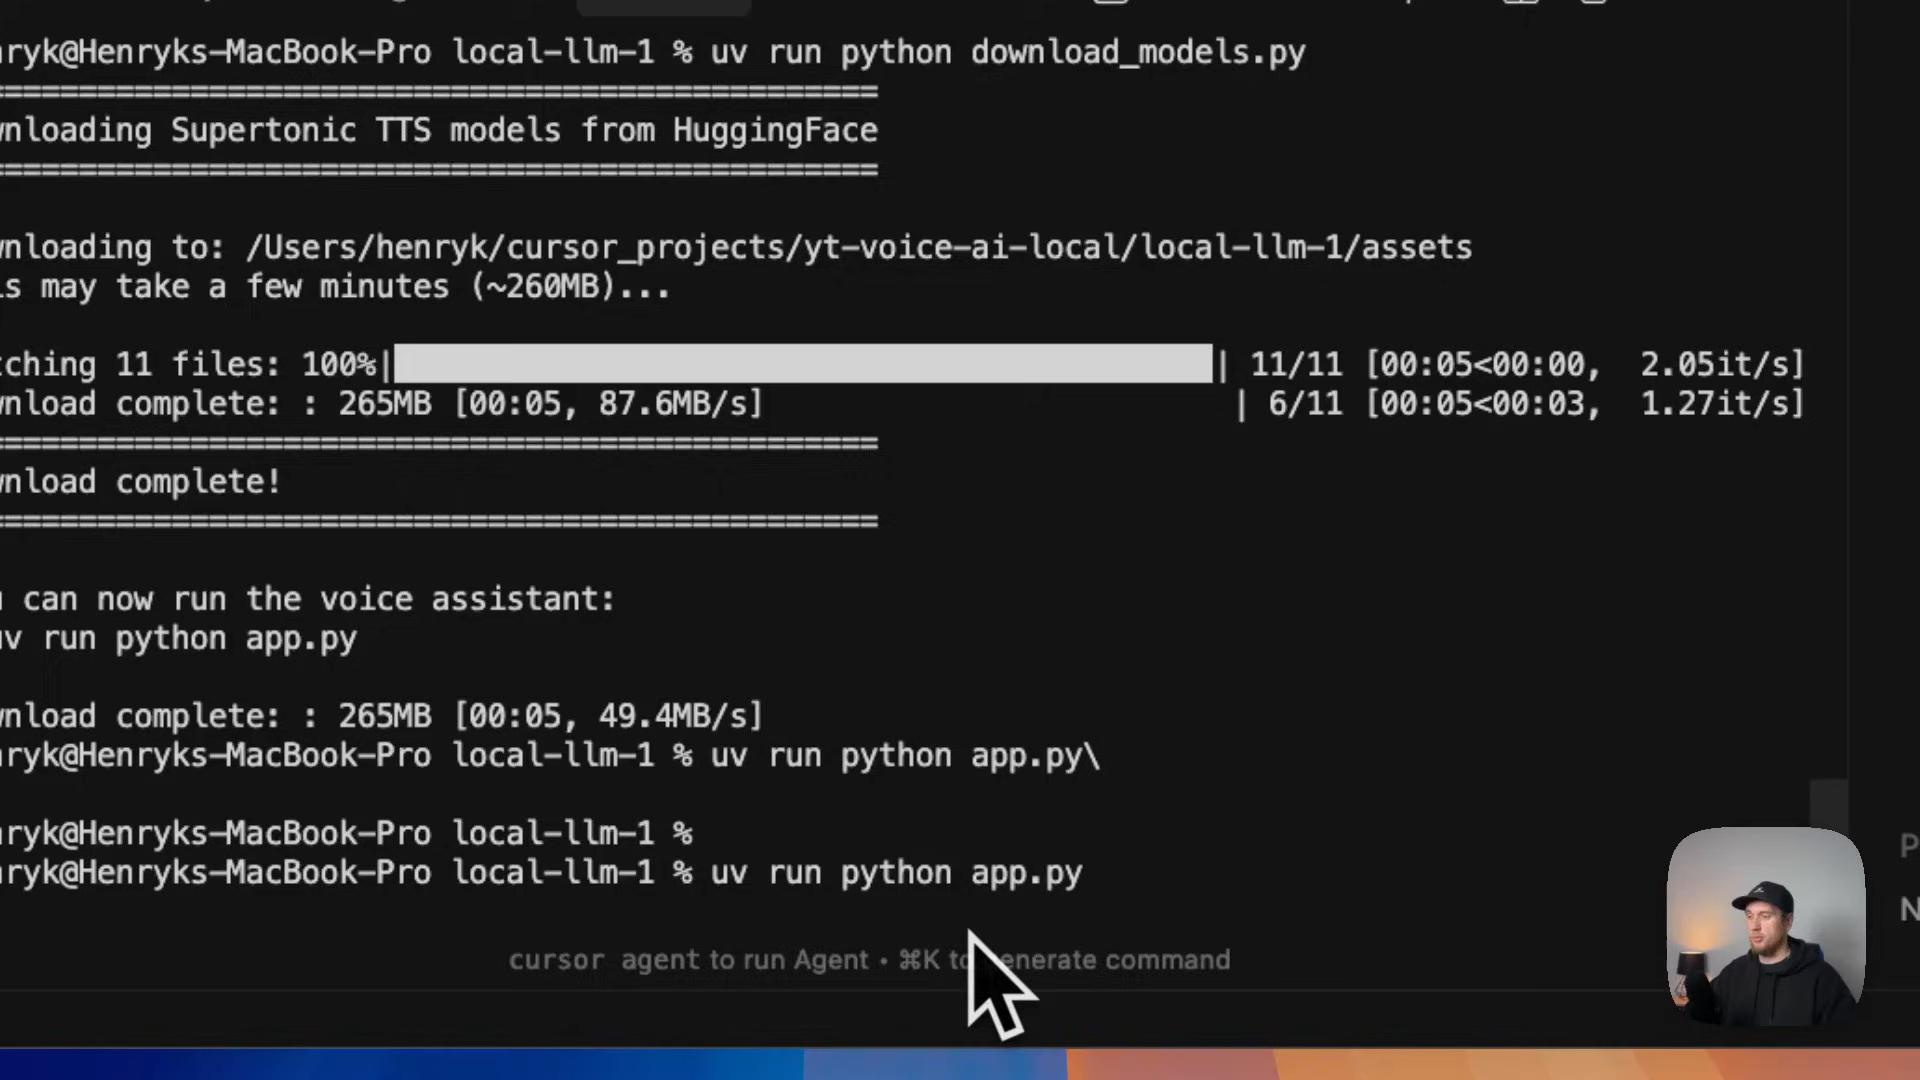 ryk@Henryks-MacBook-Pro local-llm-1 % uv run python download_models.py
===============================================
nloading Supertonic TTS models from HuggingFace
===============================================
nloading to: /Users/henryk/cursor_projects/yt-voice-ai-local/local-llm-1/assets
s may take a few minutes (~260MB)...
ching 11 files: 100%| | 11/11 [00:05<00:00, 2.05it/s]
nload complete: : 265MB [00:05, 87.6MB/s] | 6/11 [00:05<00:03, 1.27it/s]
===============================================
nload complete!
===============================================
can now run the voice assistant:
uv run python app.py
nload complete: : 265MB [00:05, 49.4MB/s]
ryk@Henryks-MacBook-Pro local-llm-1 % uv run python app.py\
ryk@Henryks-MacBook-Pro local-llm-1 %
ryk@Henryks-MacBook-Pro local-llm-1 % uv run python app.py
cursor agent to run Agent • ⌘K to enerate command
P
N